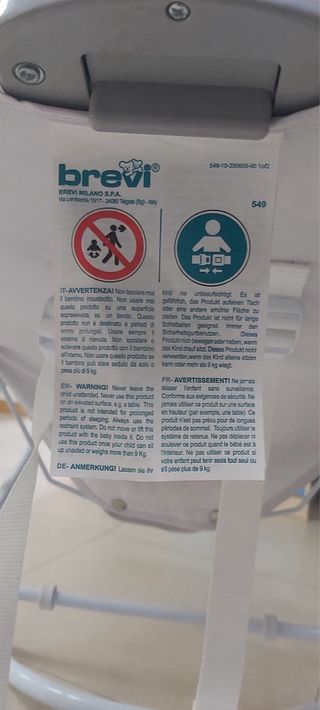 brevi®
BREVI MILANO S.P.A.
Via Lombardia 15/17 - 24060 Telgate (Bg) - Italy
549-10-200605-00 1of2
549
IT- AVVERTENZA! Non lasciare mai
il bambino incustodito. Non usare mai
questo prodotto su una superficie
sopraelevata es. un tavolo. Questo
prodotto non è destinato a periodi di
sonno prolungati. Usare sempre il
sistema di ritenuta. Non spostare o
sollevare questo prodotto con il bambino
all'interno. Non usare questo prodotto se
il bambino può stare seduto da solo o
pesa più di 9 kg.
EN- WARNING! Never leave the
child unattended. Never use this product
on an elevated surface, e.g. a table. This
product is not intended for prolonged
periods of sleeping. Always use the
restraint system. Do not move or lift this
product with the baby inside it. Do not
use this product once your child can sit
up unaided or weighs more than 9 Kg.
DE- ANMERKUNG! Lassen sie ihr
kind nie unbeaufsichtigt. Es ist
gefährlich, das Produkt auf einen Tisch
oder eine andere erhöhte Fläche zu
stellen. Das Produkt ist nicht für lange
Schlafzeiten geeignet. Immer den
Sicherheitsgurt benutzen. Dieses
Produkt nich bewegen oder heben, wenn
das Kind drauf sitzt. Dieses Produkt nicht
verwenden, wenn das Kind alleine sitzen
kann oder mehr als 9 kg wiegt.
FR- AVERTISSEMENT! Ne jamais
laisser l'enfant sans surveillance.
Conforme aux exigences de sécurité. Ne
jamais utiliser ce produit sur une surface
en hauteur (par exemple, une table). Ce
produit n'est pas prévu pour de longues
périodes de sommeil. Toujours utiliser le
système de retenue. Ne pas déplacer ni
soulever ce produit quand le bébé est à
l'intérieur. Ne pas utiliser ce produit si
votre enfant peut tenir assis tout seul ou
s'il pèse plus de 9 kg.